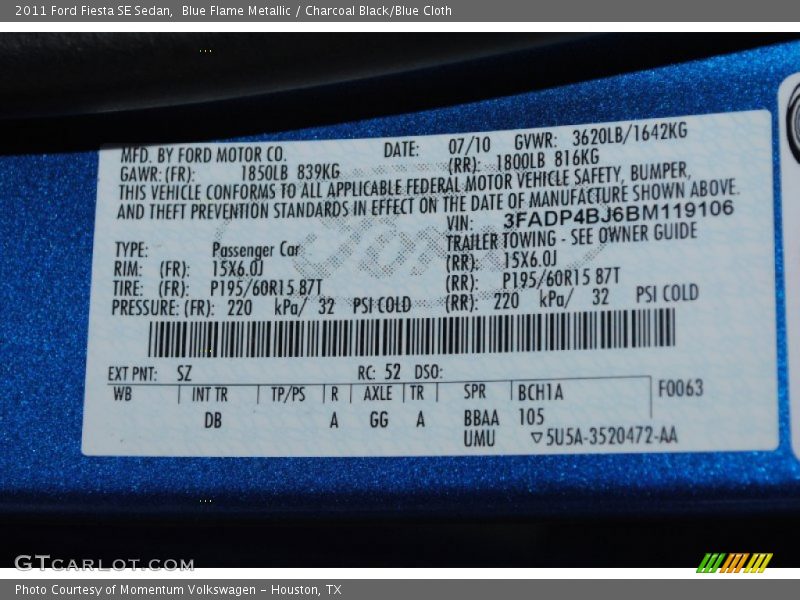 2011 Ford Fiesta SE Sedan,  Blue Flame Metallic / Charcoal Black/Blue Cloth
MFD. BY FORD MOTOR CO. DATE: 07/10 GVWR: 3620LB/1642KG
GAWR:(FR): 1850LB 839KG (RR): 1800LB 816KG
THIS VEHICLE CONFORMS TO ALL APPLICABLE FEDERAL MOTOR VEHICLE SAFETY, BUMPER,
AND THEFT PREVENTION STANDARDS IN EFFECT ON THE DATE OF MANUFACTURE SHOWN ABOVE.
VIN: 3FADP4BJ6BM119106
TYPE: Passenger Car TRAILER TOWING - SEE OWNER GUIDE
RIM: (FR): 15X6.0J (RR): 15X6.0J
TIRE: (FR): P195/60R15 87T (RR): P195/60R15 87T
PRESSURE: (FR): 220 kPa/ 32 PSI COLD (RR): 220 kPa/ 32 PSI COLD
EXT PNT: SZ RC: 52 DSO:
WB INT TR TP/PS R AXLE TR SPR BCH1A F0063
DB A GG A BBAA 105
UMU ▽5U5A-3520472-AA
GTCARLOT.COM
Photo Courtesy of Momentum Volkswagen - Houston, TX